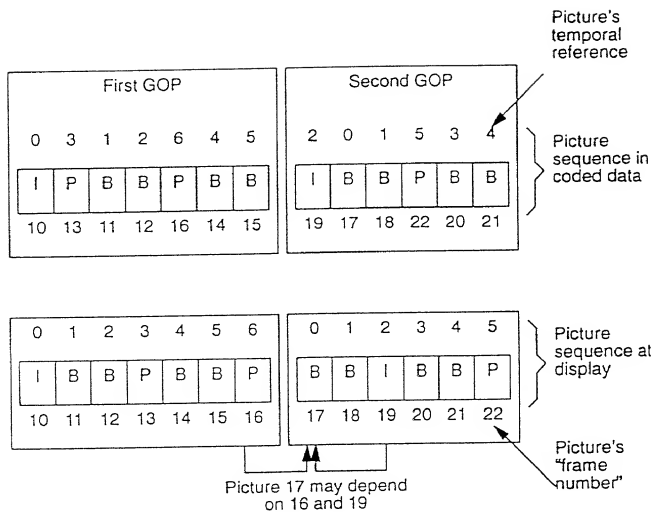 Picture's
temporal
reference
First GOP
Second GOP
0 3 1 2 6 4 5
2 0 1 5 3 4
Picture
sequence in
coded data
I P B B P B B
I B B P B B
10 13 11 12 16 14 15
19 17 18 22 20 21
0 1 2 3 4 5 6
0 1 2 3 4 5
Picture
sequence at
display
I B B P B B P
B B I B B P
10 11 12 13 14 15 16
17 18 19 20 21 22
Picture's
"frame
number"
Picture 17 may depend
on 16 and 19